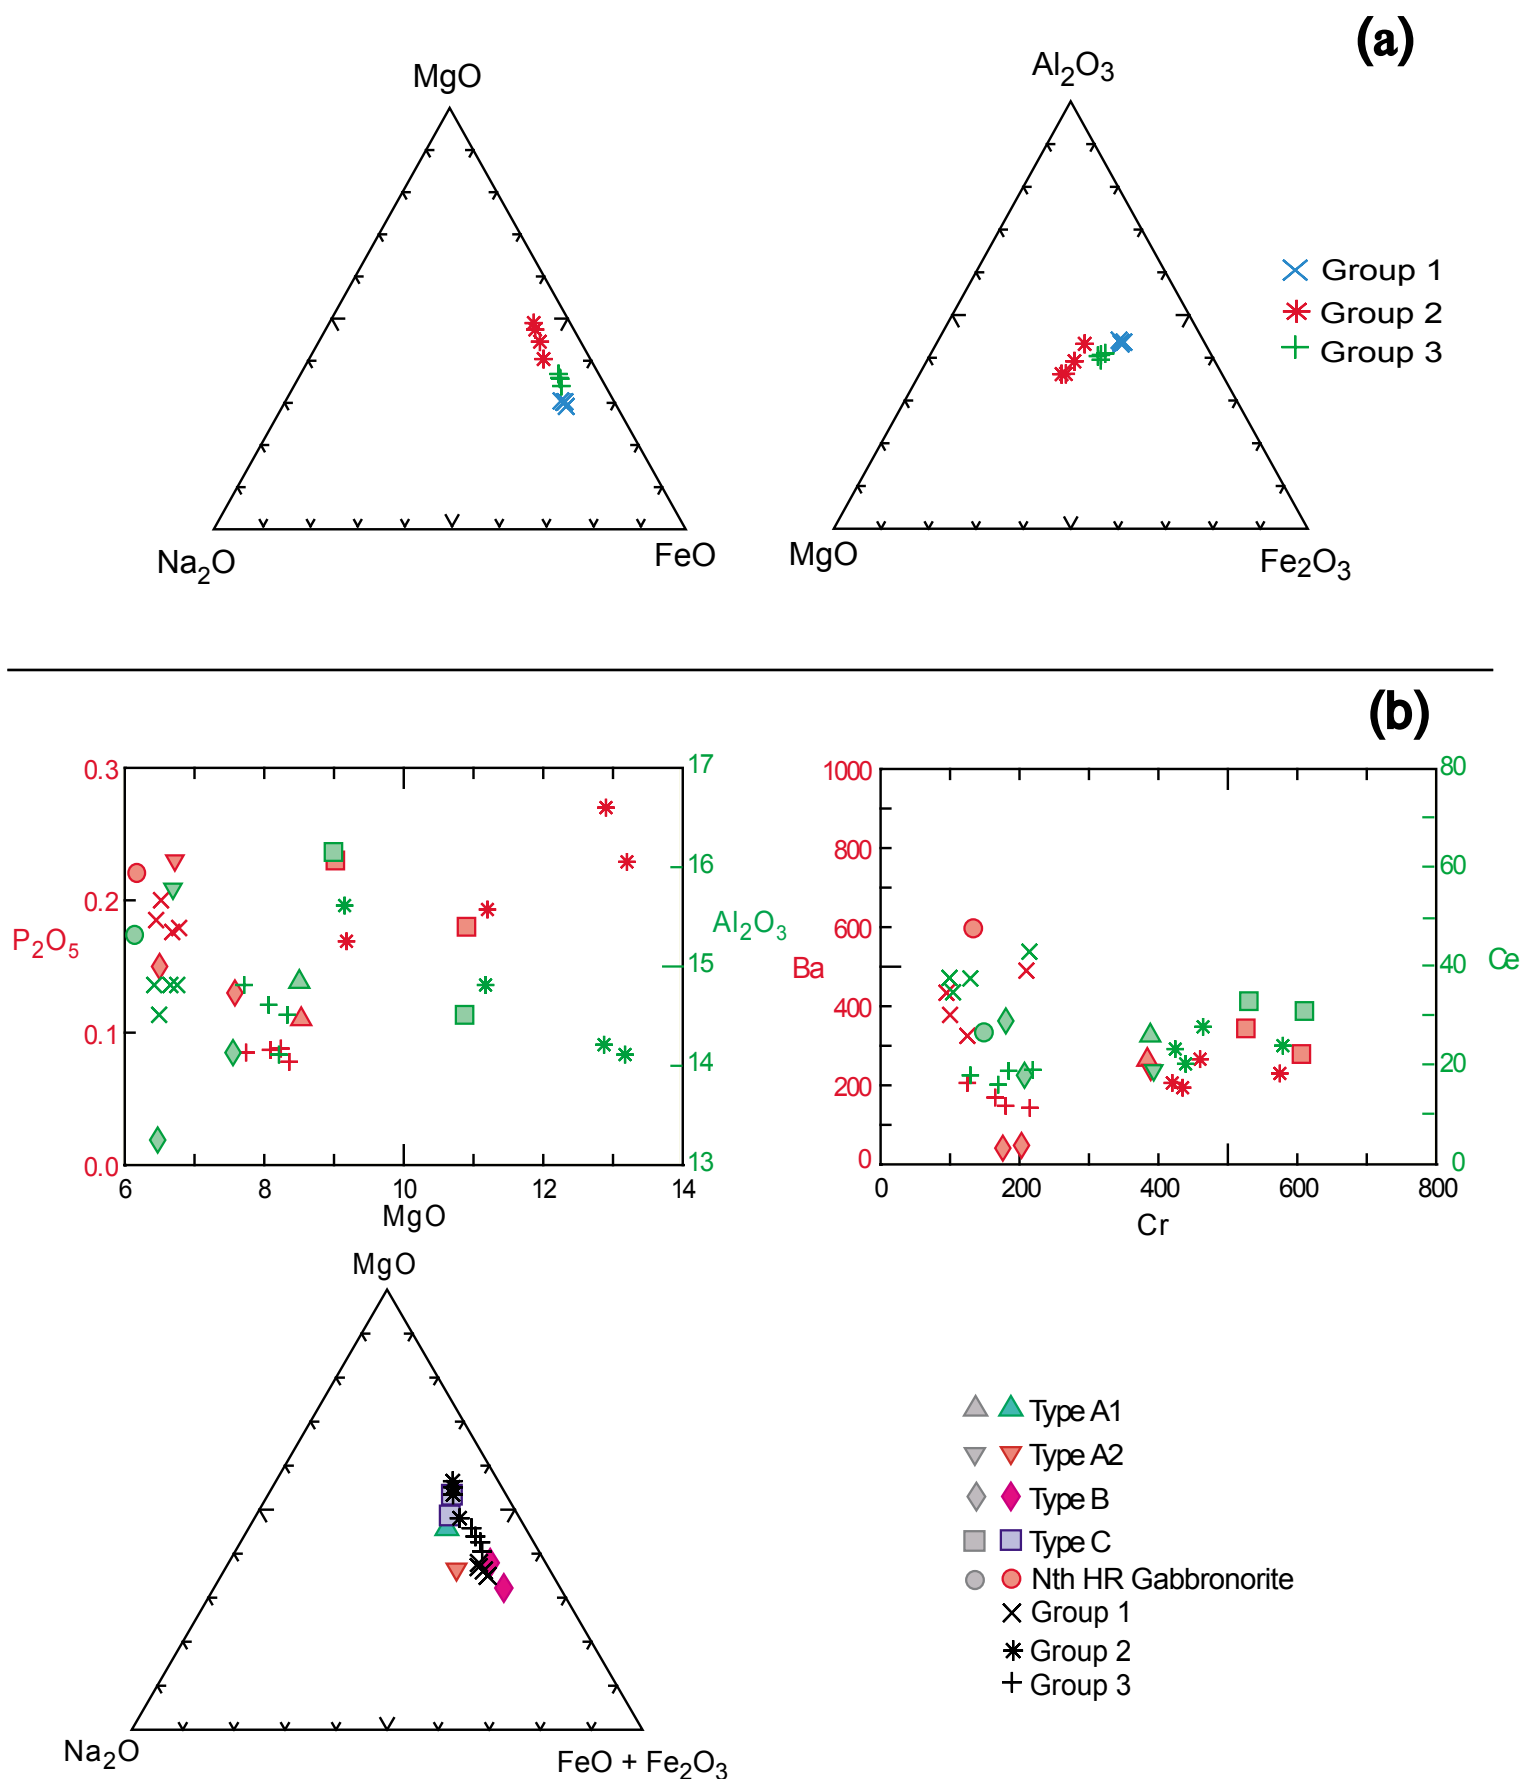 (a)
MgO
Na2O
FeO
Al2O3
MgO
Fe2O3
Group 1
Group 2
Group 3
(b)
0.3
0.2
0.1
0.0
P2O5
17
16
15
14
13
Al2O3
6 8 10 12 14
MgO
1000
800
600
400
200
0
Ba
80
60
40
20
0
Ce
0 200 400 600 800
Cr
MgO
Na2O
FeO + Fe2O3
Type A1
Type A2
Type B
Type C
Nth HR Gabbronorite
Group 1
Group 2
Group 3